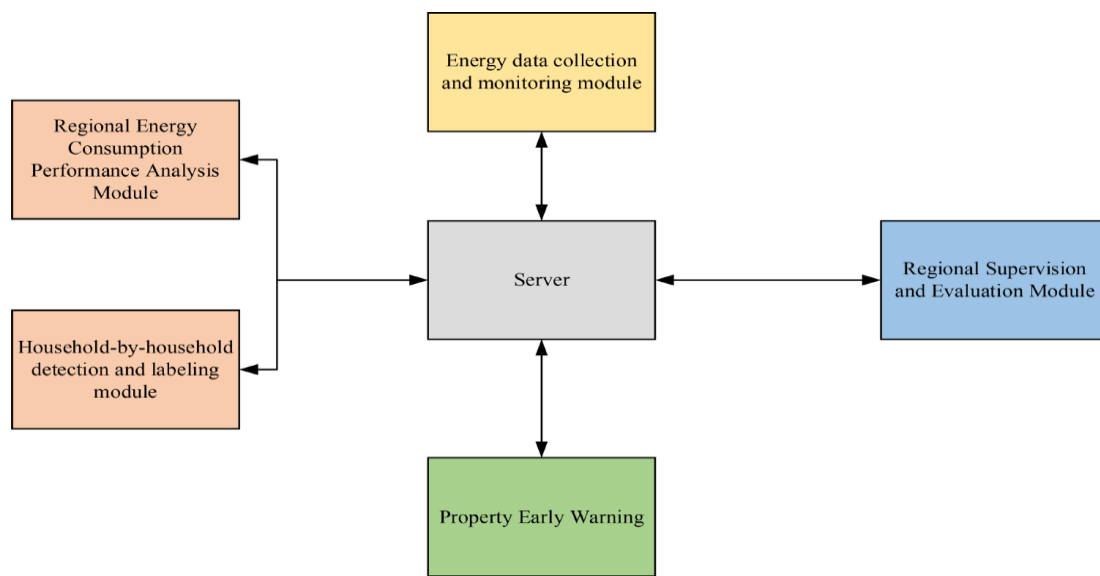 Energy data collection
and monitoring module
Regional Energy
Consumption
Performance Analysis
Module
Server
Regional Supervision
and Evaluation Module
Household-by-household
detection and labeling
module
Property Early Warning